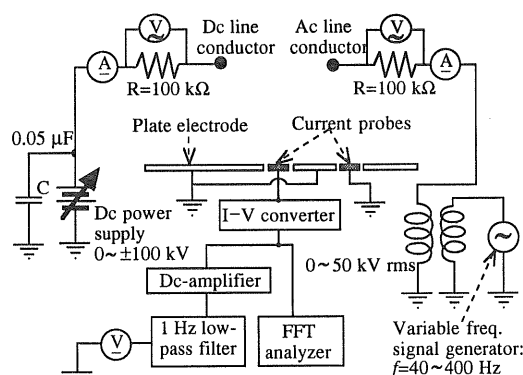 V
Dc line
conductor
Ac line
conductor
V
A
R=100 kΩ
R=100 kΩ
A
0.05 μF
Plate electrode
Current probes
C
Dc power
supply
0~±100 kV
I−V converter
Dc-amplifier
0~50 kV rms
~
V
1 Hz low-
pass filter
FFT
analyzer
Variable freq.
signal generator:
f=40~400 Hz